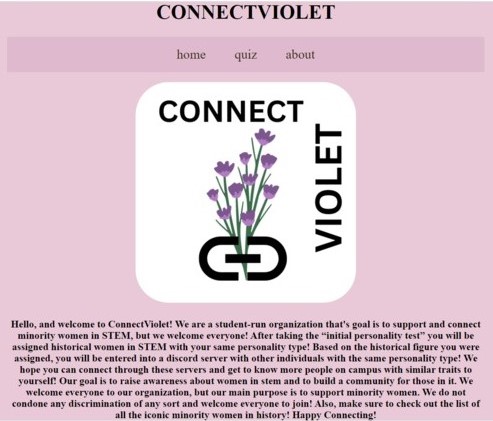 CONNECTVIOLET
home quiz about
CONNECT
VIOLET
Hello, and welcome to ConnectViolet! We are a student-run organization that's goal is to support and connect
minority women in STEM, but we welcome everyone! After taking the “initial personality test” you will be
assigned historical women in STEM with your same personality type! Based on the historical figure you were
assigned, you will be entered into a discord server with other individuals with the same personality type! We
hope you can connect through these servers and get to know more people on campus with similar traits to
yourself! Our goal is to raise awareness about women in stem and to build a community for those in it. We
welcome everyone to our organization, but our main purpose is to support minority women. We do not
condone any discrimination of any sort and welcome everyone to join! Also, make sure to check out the list of
all the iconic minority women in history! Happy Connecting!